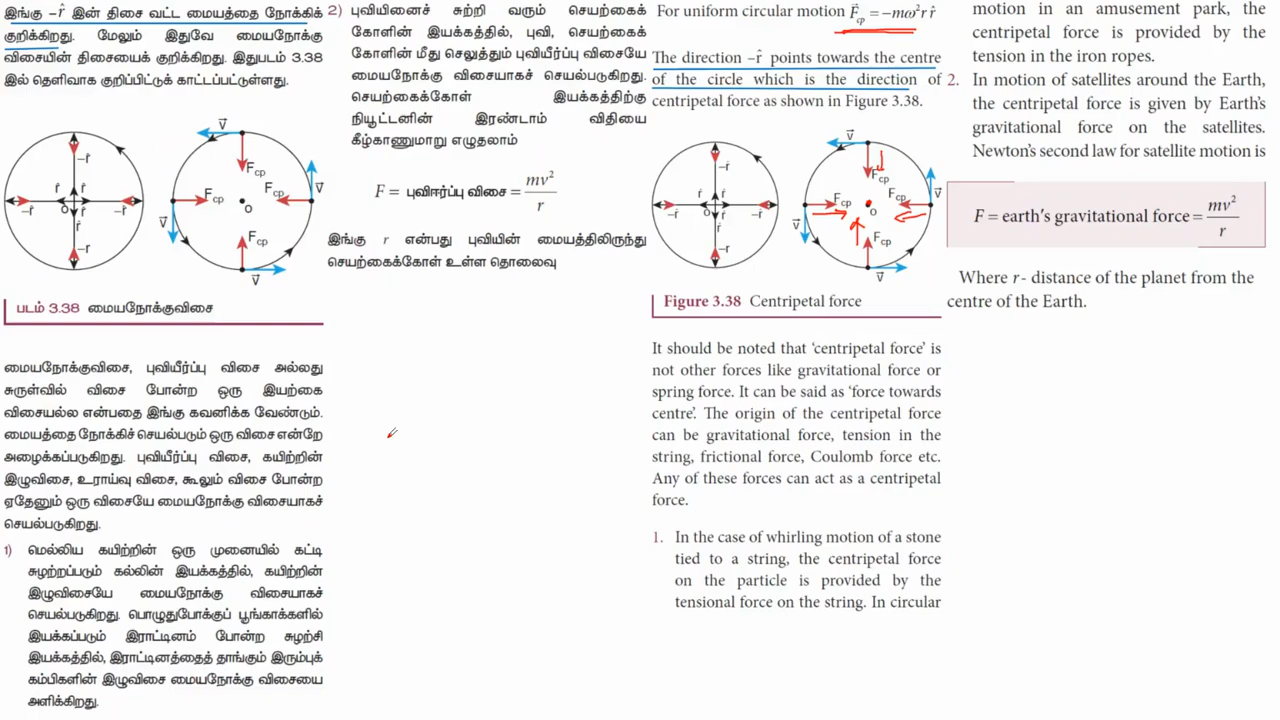 இங்கு –r̂ இன் திசை வட்ட மையத்தை நோக்கிக்
குறிக்கிறது. மேலும் இதுவே மையநோக்கு
விசையின் திசையைக் குறிக்கிறது. இதுபடம் 3.38
இல் தெளிவாக குறிப்பிட்டுக் காட்டப்பட்டுள்ளது.
V⃗
–r̂
Fcp
r̂ r̂
Fcp
Fcp
V⃗
–r̂ O –r̂
O
r̂
V⃗
Fcp
–r
V⃗
படம் 3.38 மையநோக்குவிசை
மையநோக்குவிசை, புவியீர்ப்பு விசை அல்லது
சுருள்வில் விசை போன்ற ஒரு இயற்கை
விசையல்ல என்பதை இங்கு கவனிக்க வேண்டும்.
மையத்தை நோக்கிச் செயல்படும் ஒரு விசை என்றே
அழைக்கப்படுகிறது. புவியீர்ப்பு விசை, கயிற்றின்
இழுவிசை, உராய்வு விசை, கூலும் விசை போன்ற
ஏதேனும் ஒரு விசையே மையநோக்கு விசையாகச்
செயல்படுகிறது.
1) மெல்லிய கயிற்றின் ஒரு முனையில் கட்டி
சுழற்றப்படும் கல்லின் இயக்கத்தில், கயிற்றின்
இழுவிசையே மையநோக்கு விசையாகச்
செயல்படுகிறது. பொழுதுபோக்குப் பூங்காக்களில்
இயக்கப்படும் இராட்டினம் போன்ற சுழற்சி
இயக்கத்தில், இராட்டினத்தைத் தாங்கும் இரும்புக்
கம்பிகளின் இழுவிசை மையநோக்கு விசையை
அளிக்கிறது.
2) புவியினைச் சுற்றி வரும் செயற்கைக்
கோளின் இயக்கத்தில், புவி, செயற்கைக்
கோளின் மீது செலுத்தும் புவியீர்ப்பு விசையே
மையநோக்கு விசையாகச் செயல்படுகிறது.
செயற்கைக்கோள் இயக்கத்திற்கு
நியூட்டனின் இரண்டாம் விதியை
கீழ்காணுமாறு எழுதலாம்
F = புவிஈர்ப்பு விசை = mv²/r
இங்கு r என்பது புவியின் மையத்திலிருந்து
செயற்கைக்கோள் உள்ள தொலைவு
For uniform circular motion F⃗cp = –mω²r r̂
The direction –r̂ points towards the centre
of the circle which is the direction of
centripetal force as shown in Figure 3.38.
V⃗
–r̂
Fcp
r̂ r̂
Fcp
Fcp
V⃗
–r̂ O –r̂
O
r̂
V⃗
Fcp
–r
V⃗
Figure 3.38 Centripetal force
It should be noted that ‘centripetal force’ is
not other forces like gravitational force or
spring force. It can be said as ‘force towards
centre’. The origin of the centripetal force
can be gravitational force, tension in the
string, frictional force, Coulomb force etc.
Any of these forces can act as a centripetal
force.
1. In the case of whirling motion of a stone
tied to a string, the centripetal force
on the particle is provided by the
tensional force on the string. In circular
motion in an amusement park, the
centripetal force is provided by the
tension in the iron ropes.
2. In motion of satellites around the Earth,
the centripetal force is given by Earth’s
gravitational force on the satellites.
Newton’s second law for satellite motion is
F = earth’s gravitational force = mv²/r
Where r - distance of the planet from the
centre of the Earth.